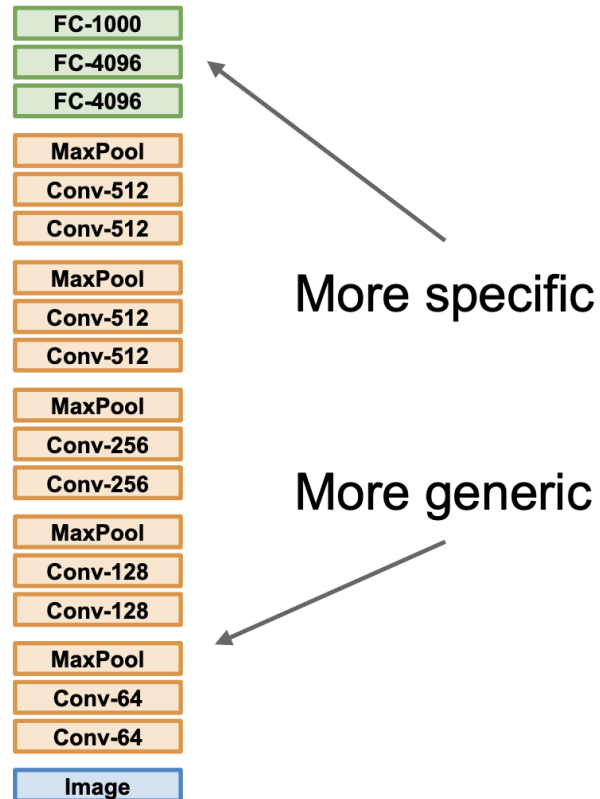 FC-1000
FC-4096
FC-4096
MaxPool
Conv-512
Conv-512
MaxPool
Conv-512
Conv-512
MaxPool
Conv-256
Conv-256
MaxPool
Conv-128
Conv-128
MaxPool
Conv-64
Conv-64
Image
More specific
More generic